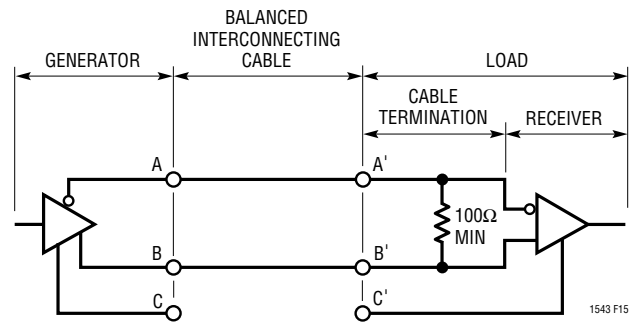 BALANCED
INTERCONNECTING
CABLE
GENERATOR
LOAD
CABLE
TERMINATION
RECEIVER
A
A'
100Ω
MIN
B
B'
C
C'
1543 F15